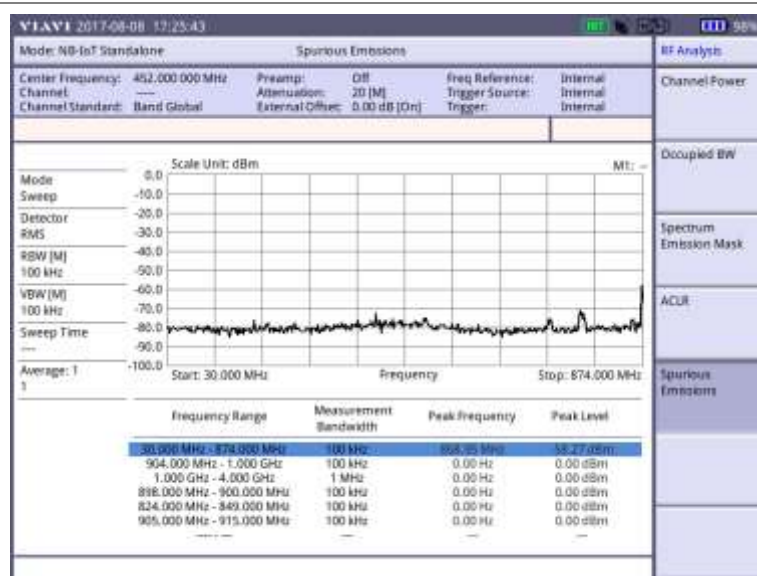 VIAVI 2017-08-08 17:25:43 INT 98%
Mode: NB-IoT Standalone Spurious Emissions RF Analysis
Center Frequency: 452.000 000 MHz Preamp: Off Freq Reference: Internal
Channel: ---- Attenuation: 20 [M] Trigger Source: Internal
Channel Standard: Band Global External Offset: 0.00 dB [On] Trigger: Internal
Channel Power
Occupied BW
Spectrum
Emission Mask
ACLR
Spurious
Emissions
Scale Unit: dBm M1: --
Mode
Sweep
Detector
RMS
RBW [M]
100 kHz
VBW [M]
100 kHz
Sweep Time
----
Average: 1
1
0.0
-10.0
-20.0
-30.0
-40.0
-50.0
-60.0
-70.0
-80.0
-90.0
-100.0
Start: 30.000 MHz Frequency Stop: 874.000 MHz
Frequency Range Measurement Bandwidth Peak Frequency Peak Level
30.000 MHz - 874.000 MHz 100 kHz
904.000 MHz - 1.000 GHz 100 kHz 0.00 Hz 0.00 dBm
1.000 GHz - 4.000 GHz 1 MHz 0.00 Hz 0.00 dBm
898.000 MHz - 900.000 MHz 100 kHz 0.00 Hz 0.00 dBm
824.000 MHz - 849.000 MHz 100 kHz 0.00 Hz 0.00 dBm
905.000 MHz - 915.000 MHz 100 kHz 0.00 Hz 0.00 dBm